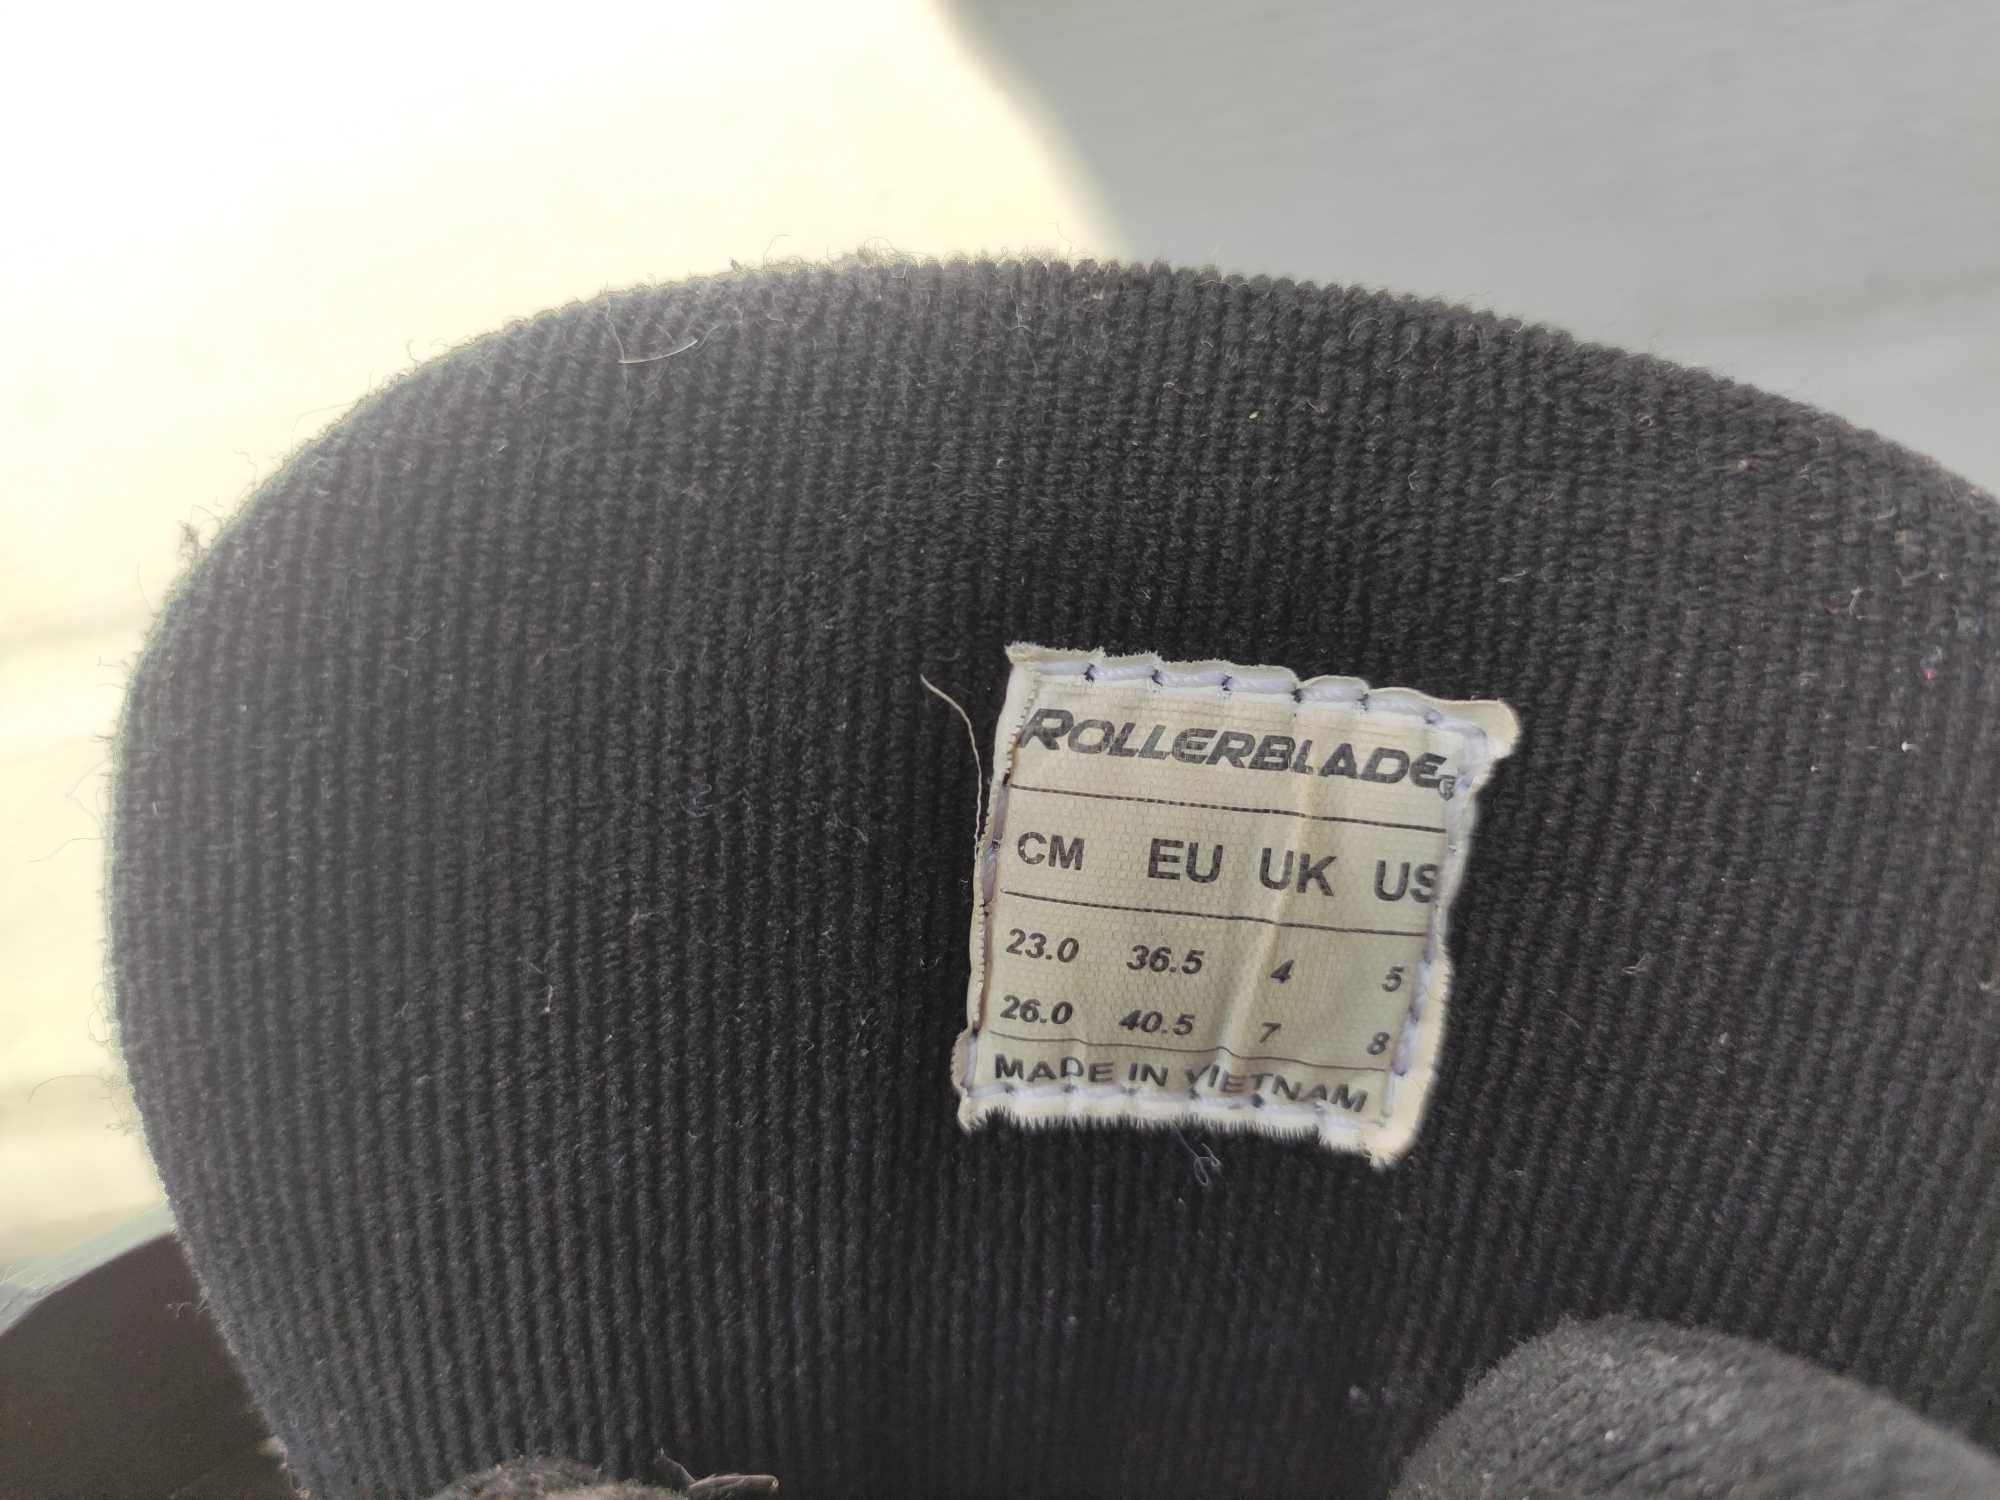 ROLLERBLADE®
CM EU UK US
23.0 36.5 4 5
26.0 40.5 7 8
MADE IN VIETNAM